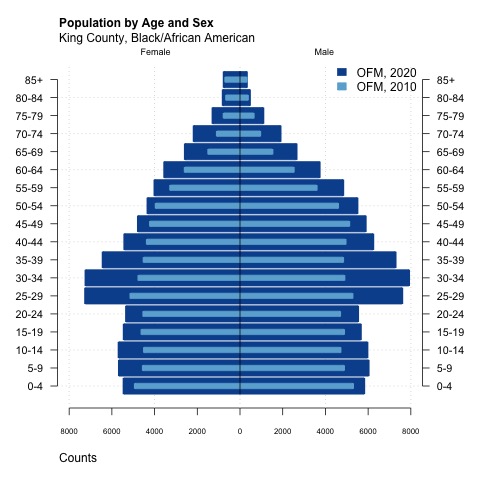 Population by Age and Sex
King County, Black/African American
Female Male
OFM, 2020
OFM, 2010
85+ 85+
80-84 80-84
75-79 75-79
70-74 70-74
65-69 65-69
60-64 60-64
55-59 55-59
50-54 50-54
45-49 45-49
40-44 40-44
35-39 35-39
30-34 30-34
25-29 25-29
20-24 20-24
15-19 15-19
10-14 10-14
5-9 5-9
0-4 0-4
8000 6000 4000 2000 0 2000 4000 6000 8000
Counts